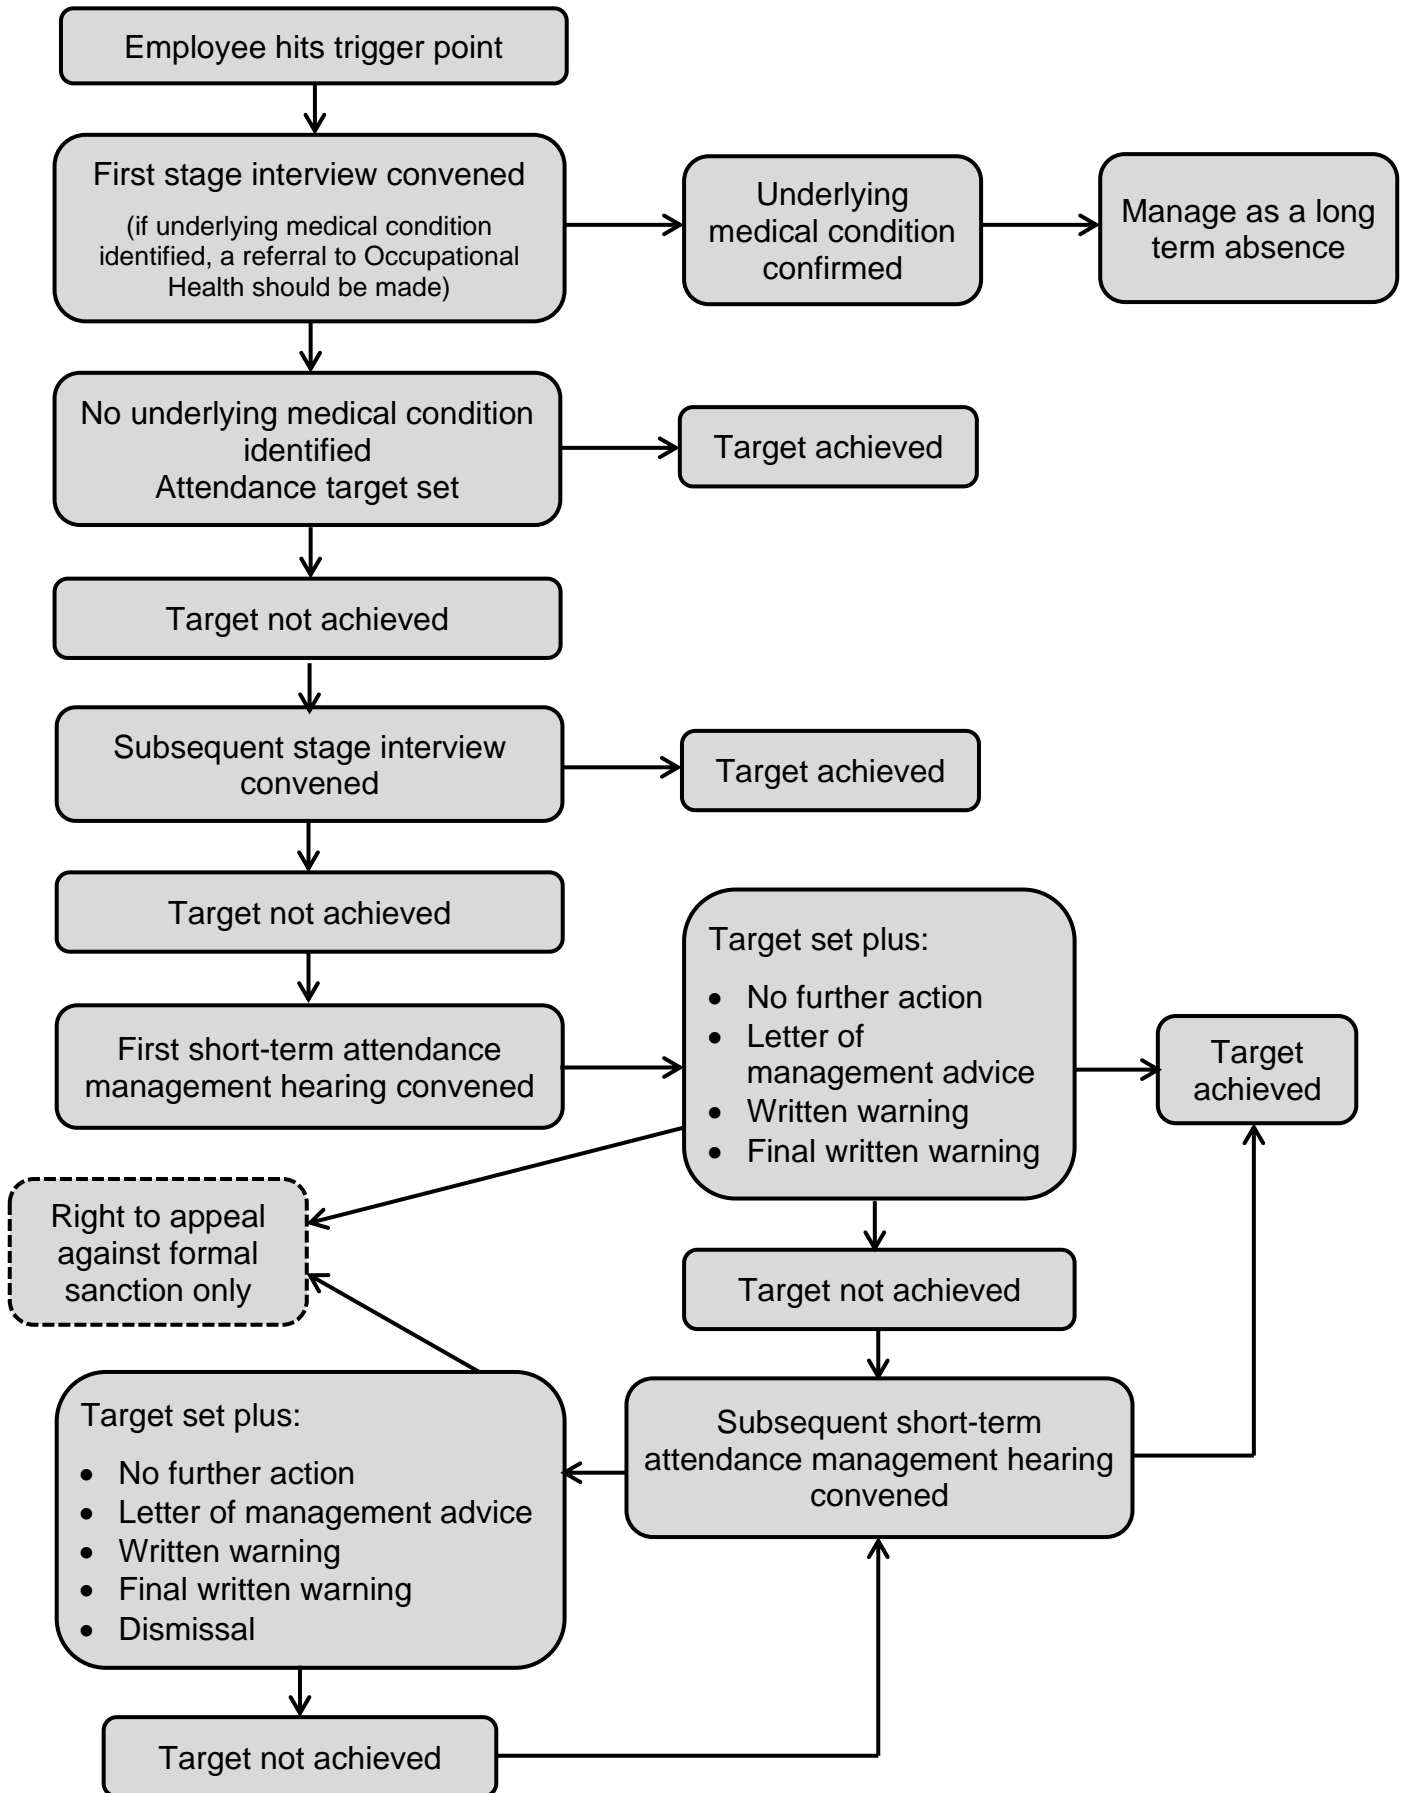 Employee hits trigger point
First stage interview convened
(if underlying medical condition
identified, a referral to Occupational
Health should be made)
Underlying
medical condition
confirmed
Manage as a long
term absence
No underlying medical condition
identified
Attendance target set
Target achieved
Target not achieved
Subsequent stage interview
convened
Target achieved
Target not achieved
First short-term attendance
management hearing convened
Target set plus:
• No further action
• Letter of
management advice
• Written warning
• Final written warning
Target
achieved
Right to appeal
against formal
sanction only
Target not achieved
Subsequent short-term
attendance management hearing
convened
Target set plus:
• No further action
• Letter of management advice
• Written warning
• Final written warning
• Dismissal
Target not achieved